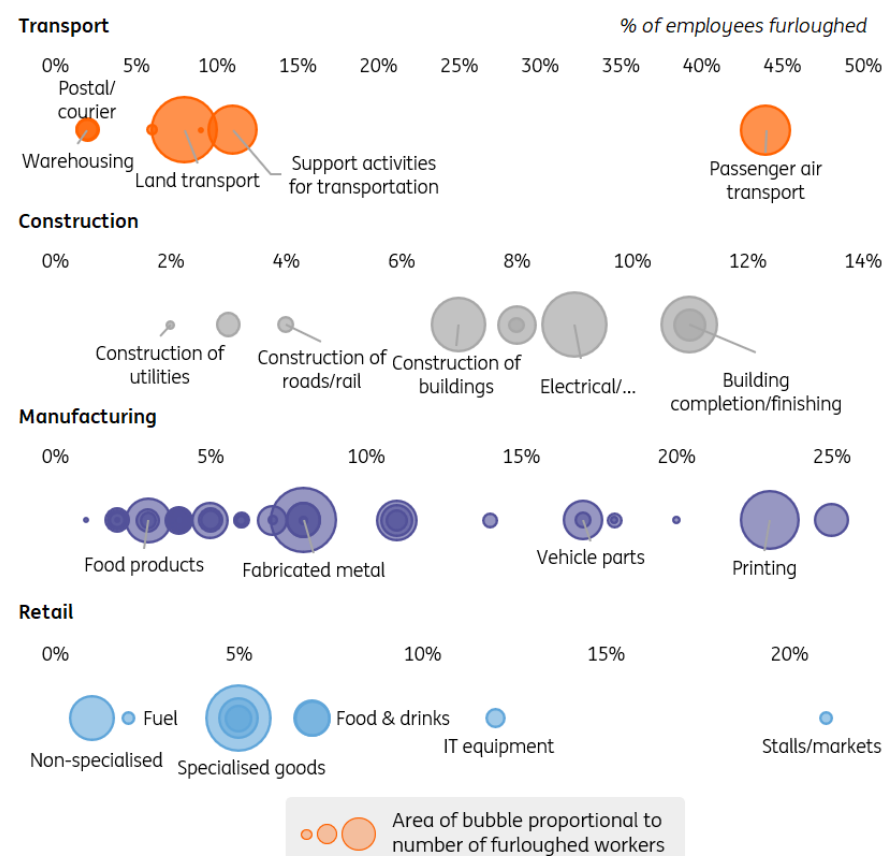 Transport
% of employees furloughed
0% 5% 10% 15% 20% 25% 30% 35% 40% 45% 50%
Postal/
courier
Warehousing
Land transport
Support activities
for transportation
Passenger air
transport
Construction
0% 2% 4% 6% 8% 10% 12% 14%
Construction of
utilities
Construction of
roads/rail
Construction of
buildings
Electrical/...
Building
completion/finishing
Manufacturing
0% 5% 10% 15% 20% 25%
Food products
Fabricated metal
Vehicle parts
Printing
Retail
0% 5% 10% 15% 20%
Non-specialised
Fuel
Specialised goods
Food & drinks
IT equipment
Stalls/markets
Area of bubble proportional to
number of furloughed workers